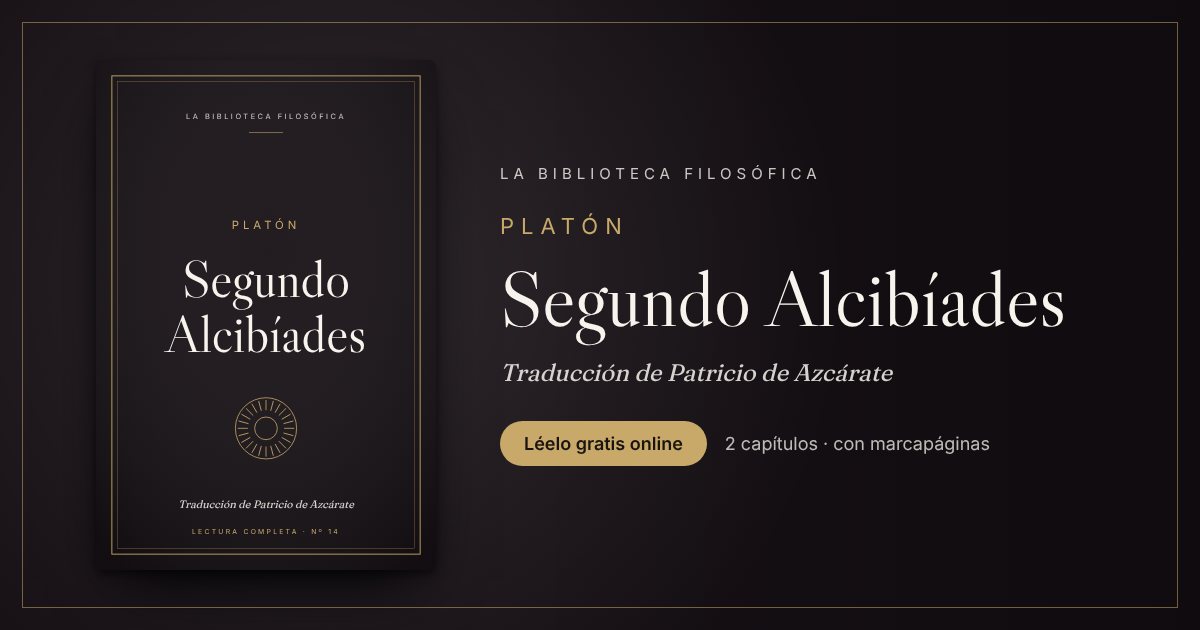 LA BIBLIOTECA FILOSÓFICA
PLATÓN
Segundo
Alcibíades
Traducción de Patricio de Azcárate
LECTURA COMPLETA · Nº 14
LA BIBLIOTECA FILOSÓFICA
PLATÓN
Segundo Alcibíades
Traducción de Patricio de Azcárate
Léelo gratis online
2 capítulos · con marcapáginas